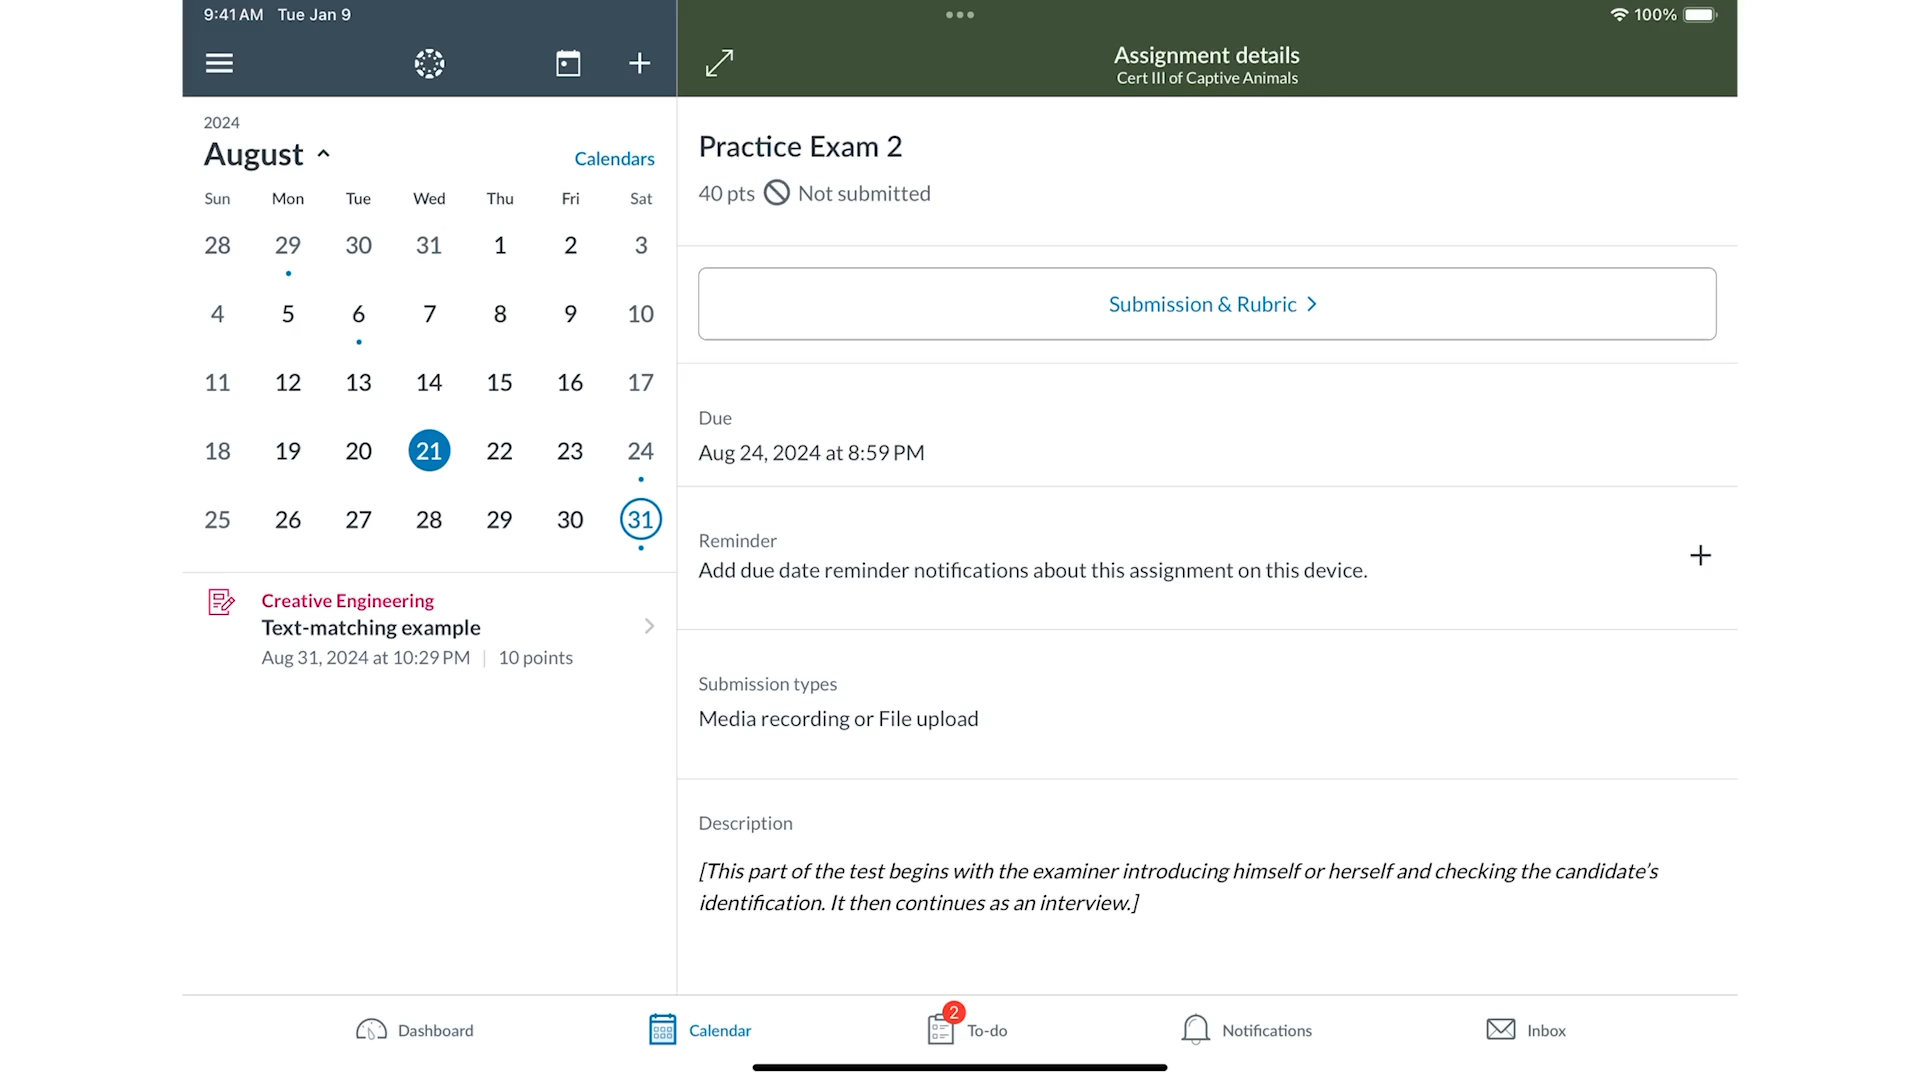 9:41 AM Tue Jan 9
100%
Assignment details
Cert III of Captive Animals
2024
August
Calendars
Sun Mon Tue Wed Thu Fri Sat
28 29 30 31 1 2 3
4 5 6 7 8 9 10
11 12 13 14 15 16 17
18 19 20 21 22 23 24
25 26 27 28 29 30 31
Creative Engineering
Text-matching example
Aug 31, 2024 at 10:29 PM | 10 points
Practice Exam 2
40 pts Not submitted
Submission & Rubric
Due
Aug 24, 2024 at 8:59 PM
Reminder
Add due date reminder notifications about this assignment on this device.
Submission types
Media recording or File upload
Description
[This part of the test begins with the examiner introducing himself or herself and checking the candidate’s
identification. It then continues as an interview.]
Dashboard
Calendar
2
To-do
Notifications
Inbox